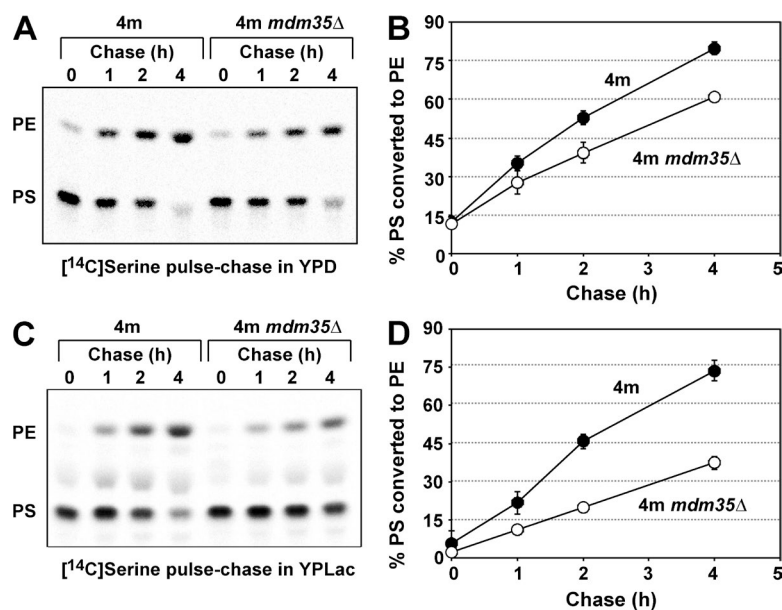 A
4m 4m mdm35Δ
Chase (h) Chase (h)
0 1 2 4 0 1 2 4
PE
PS
[¹⁴C]Serine pulse-chase in YPD
B
% PS converted to PE
90
75
60
45
30
15
0
4m
4m mdm35Δ
0 1 2 3 4 5
Chase (h)
C
4m 4m mdm35Δ
Chase (h) Chase (h)
0 1 2 4 0 1 2 4
PE
PS
[¹⁴C]Serine pulse-chase in YPLac
D
% PS converted to PE
90
75
60
45
30
15
0
4m
4m mdm35Δ
0 1 2 3 4 5
Chase (h)